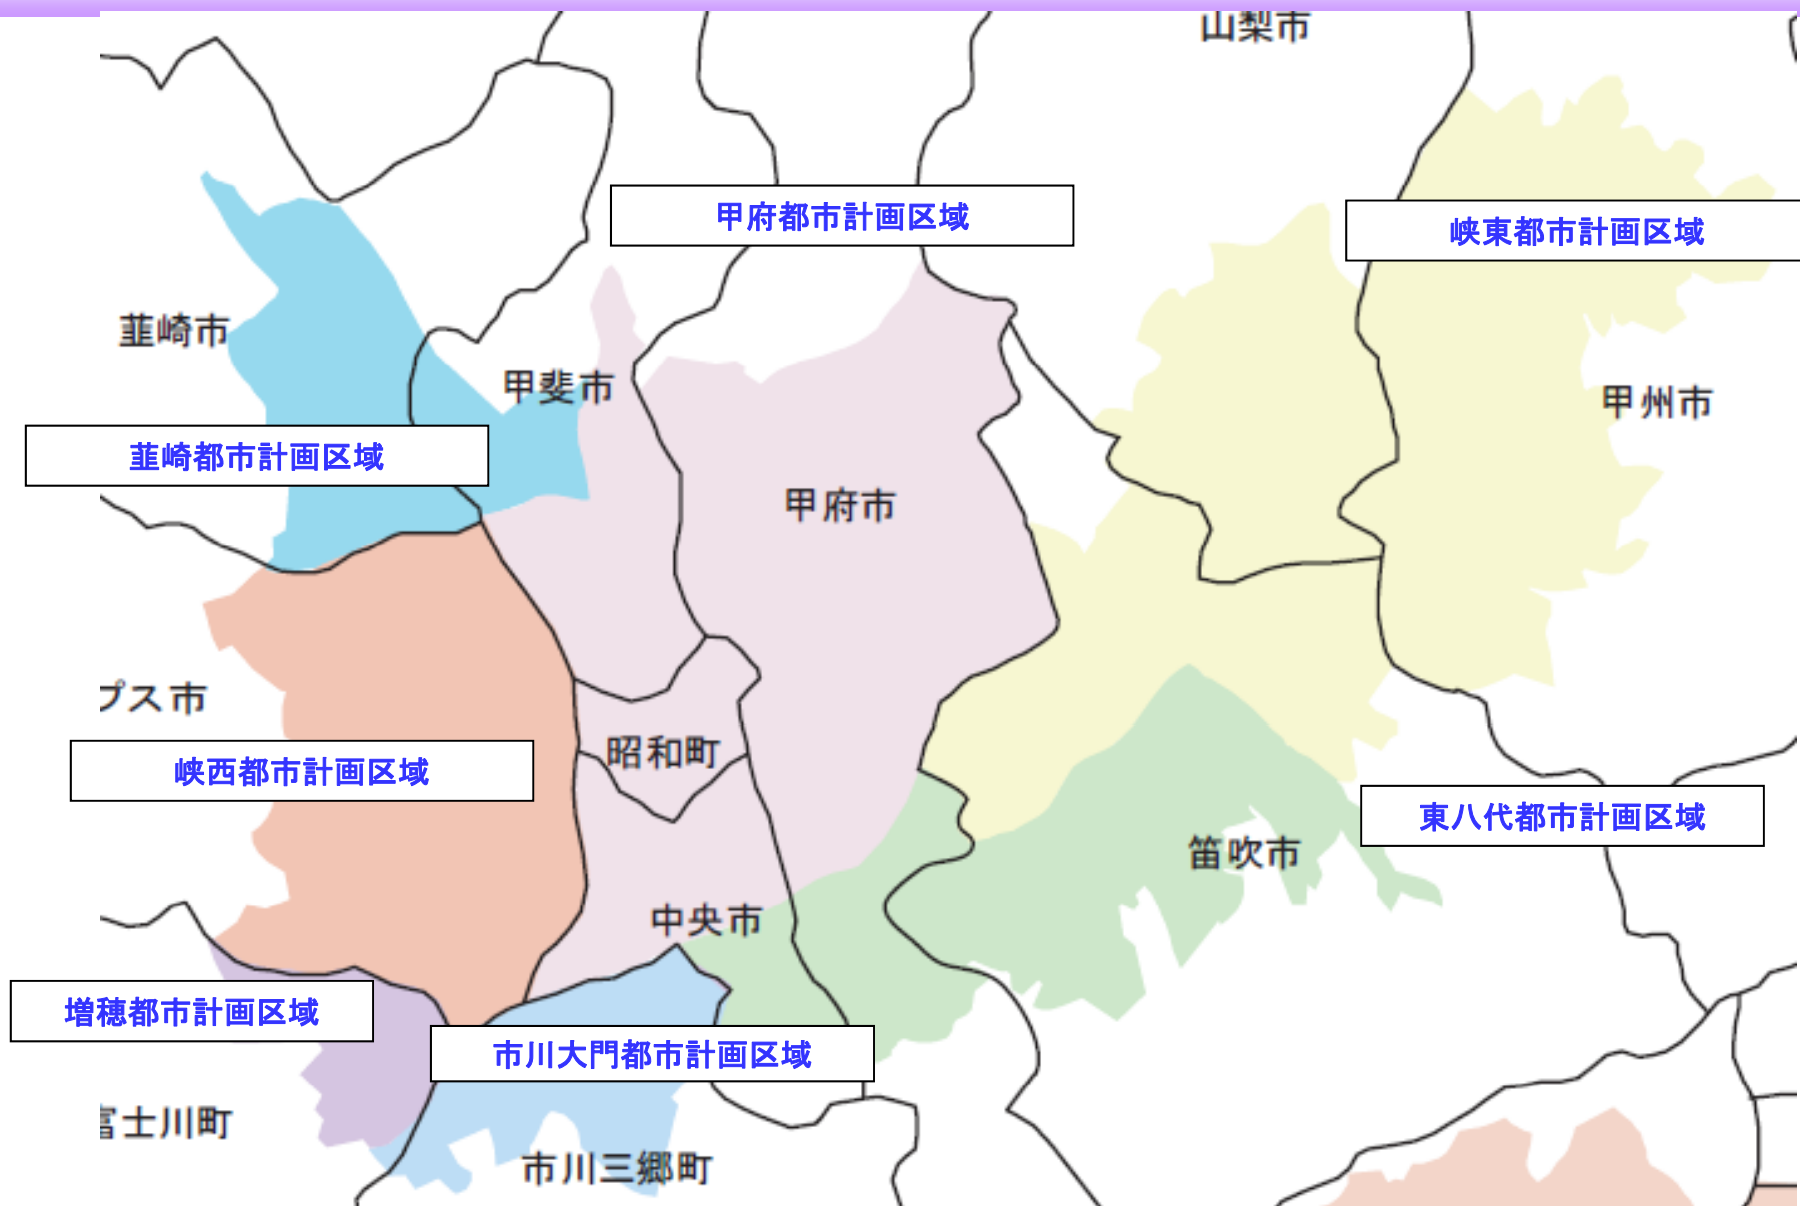 山梨市
甲府都市計画区域
峡東都市計画区域
韮崎市
甲斐市
甲州市
韮崎都市計画区域
甲府市
プス市
昭和町
峡西都市計画区域
東八代都市計画区域
笛吹市
中央市
増穂都市計画区域
市川大門都市計画区域
富士川町
市川三郷町